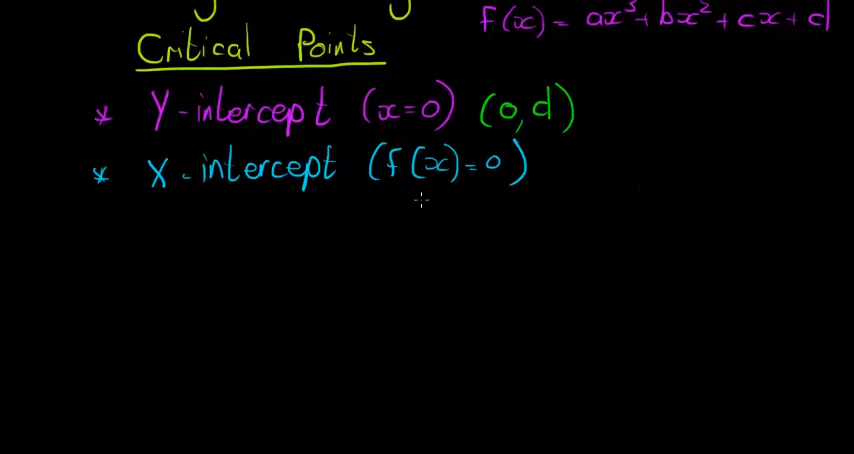 f(x) = ax³ + bx² + cx + d
Critical Points
* Y-intercept (x=0) (0,d)
* X-intercept (f(x)=0)